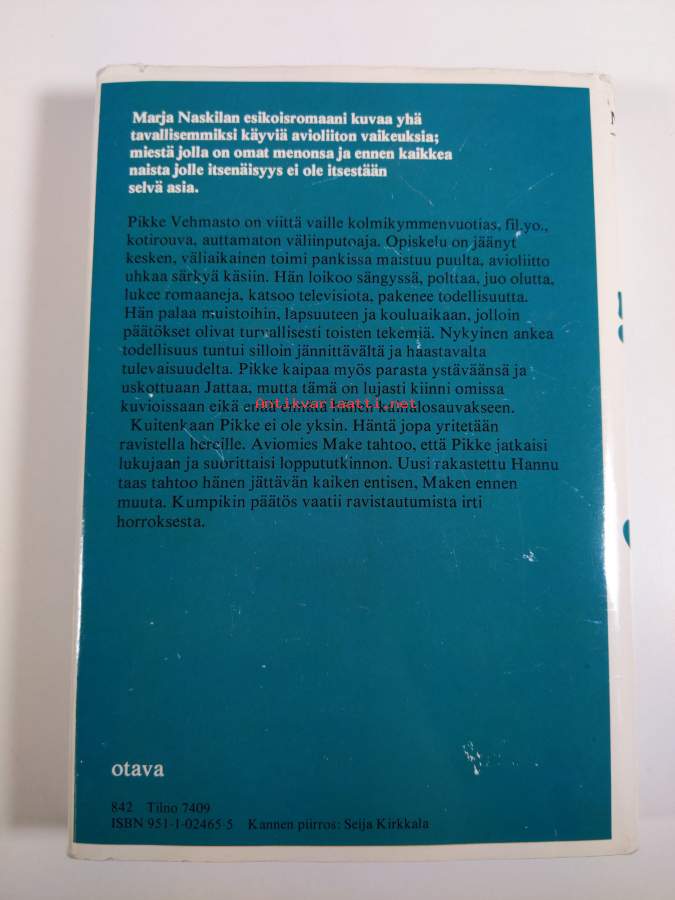 Marja Naskilan esikoisromaani kuvaa yhä
tavallisemmiksi käyviä avioliiton vaikeuksia;
miestä jolla on omat menonsa ja ennen kaikkea
naista jolle itsenäisyys ei ole itsestään
selvä asia.
Pikke Vehmasto on viittä vaille kolmikymmenvuotias, fil.yo.,
kotirouva, auttamaton väliinputoaja. Opiskelu on jäänyt
kesken, väliaikainen toimi pankissa maistuu puulta, avioliitto
uhkaa särkyä käsiin. Hän loikoo sängyssä, polttaa, juo olutta,
lukee romaaneja, katsoo televisiota, pakenee todellisuutta.
Hän palaa muistoihin, lapsuuteen ja kouluaikaan, jolloin
päätökset olivat turvallisesti toisten tekemiä. Nykyinen ankea
todellisuus tuntui silloin jännittävältä ja haastavalta
tulevaisuudelta. Pikke kaipaa myös parasta ystäväänsä ja
uskottuaan Jattaa, mutta tämä on lujasti kiinni omissa
Antikvariaatti.net
kuvioissaan eikä enää kainalosauvakseen.
Kuitenkaan Pikke ei ole yksin. Häntä jopa yritetään
ravistella hereille. Aviomies Make tahtoo, että Pikke jatkaisi
lukujaan ja suorittaisi lopputukinnon. Uusi rakastettu Hannu
taas tahtoo hänen jättävän kaiken entisen, Maken ennen
muuta. Kumpikin päätös vaatii ravistautumista irti
horroksesta.
otava
842 Tilno 7409
ISBN 951-1-02465-5 Kannen piirros: Seija Kirkkala